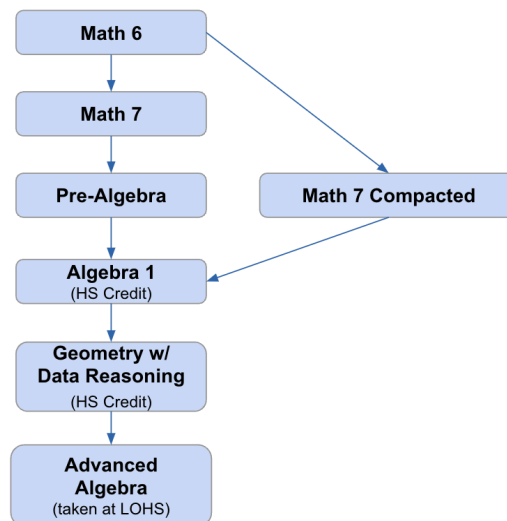 Math 6
Math 7
Pre-Algebra
Math 7 Compacted
Algebra 1
(HS Credit)
Geometry w/
Data Reasoning
(HS Credit)
Advanced
Algebra
(taken at LOHS)